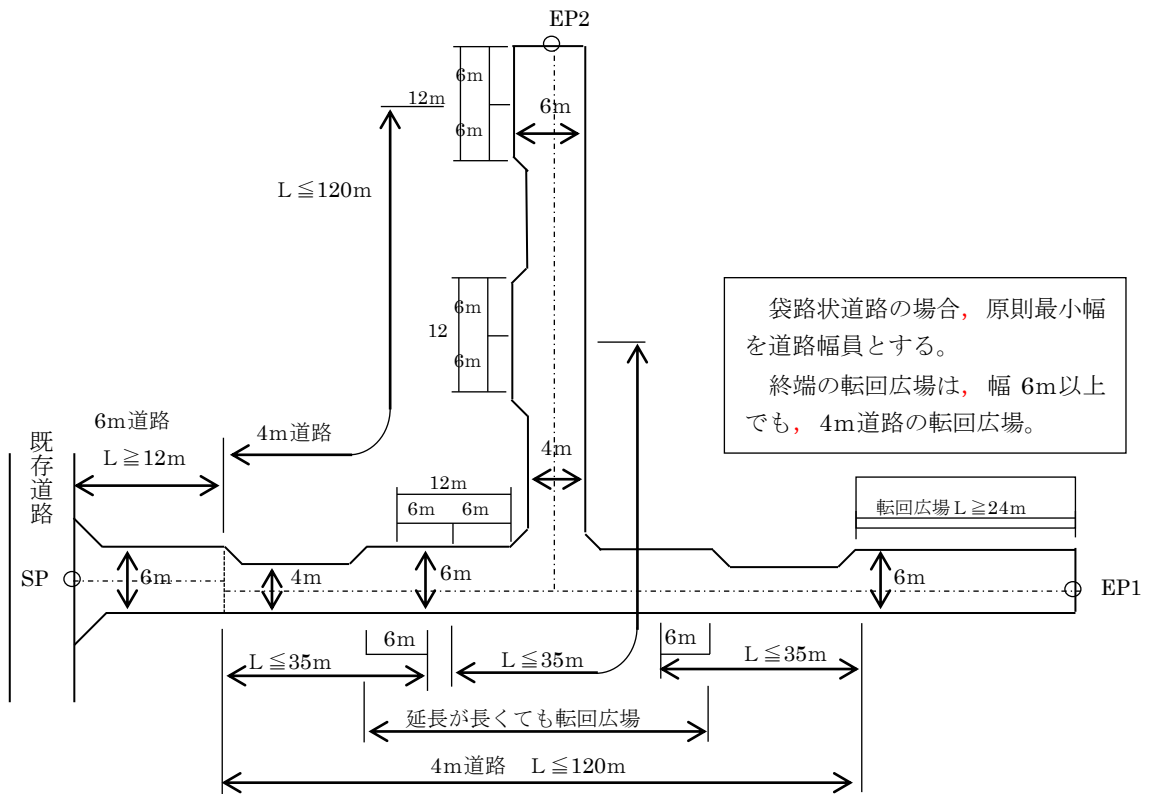 EP2
6m
12m
6m
6m
L≦120m
6m
12
6m
袋路状道路の場合，原則最小幅
を道路幅員とする。
終端の転回広場は，幅 6m以上
でも，4m道路の転回広場。
6m道路
L≧12m
4m道路
既存道路
4m
12m
6m 6m
転回広場L≧24m
SP
6m
4m
6m
6m
EP1
6m
6m
L≦35m
L≦35m
L≦35m
延長が長くても転回広場
4m道路 L≦120m